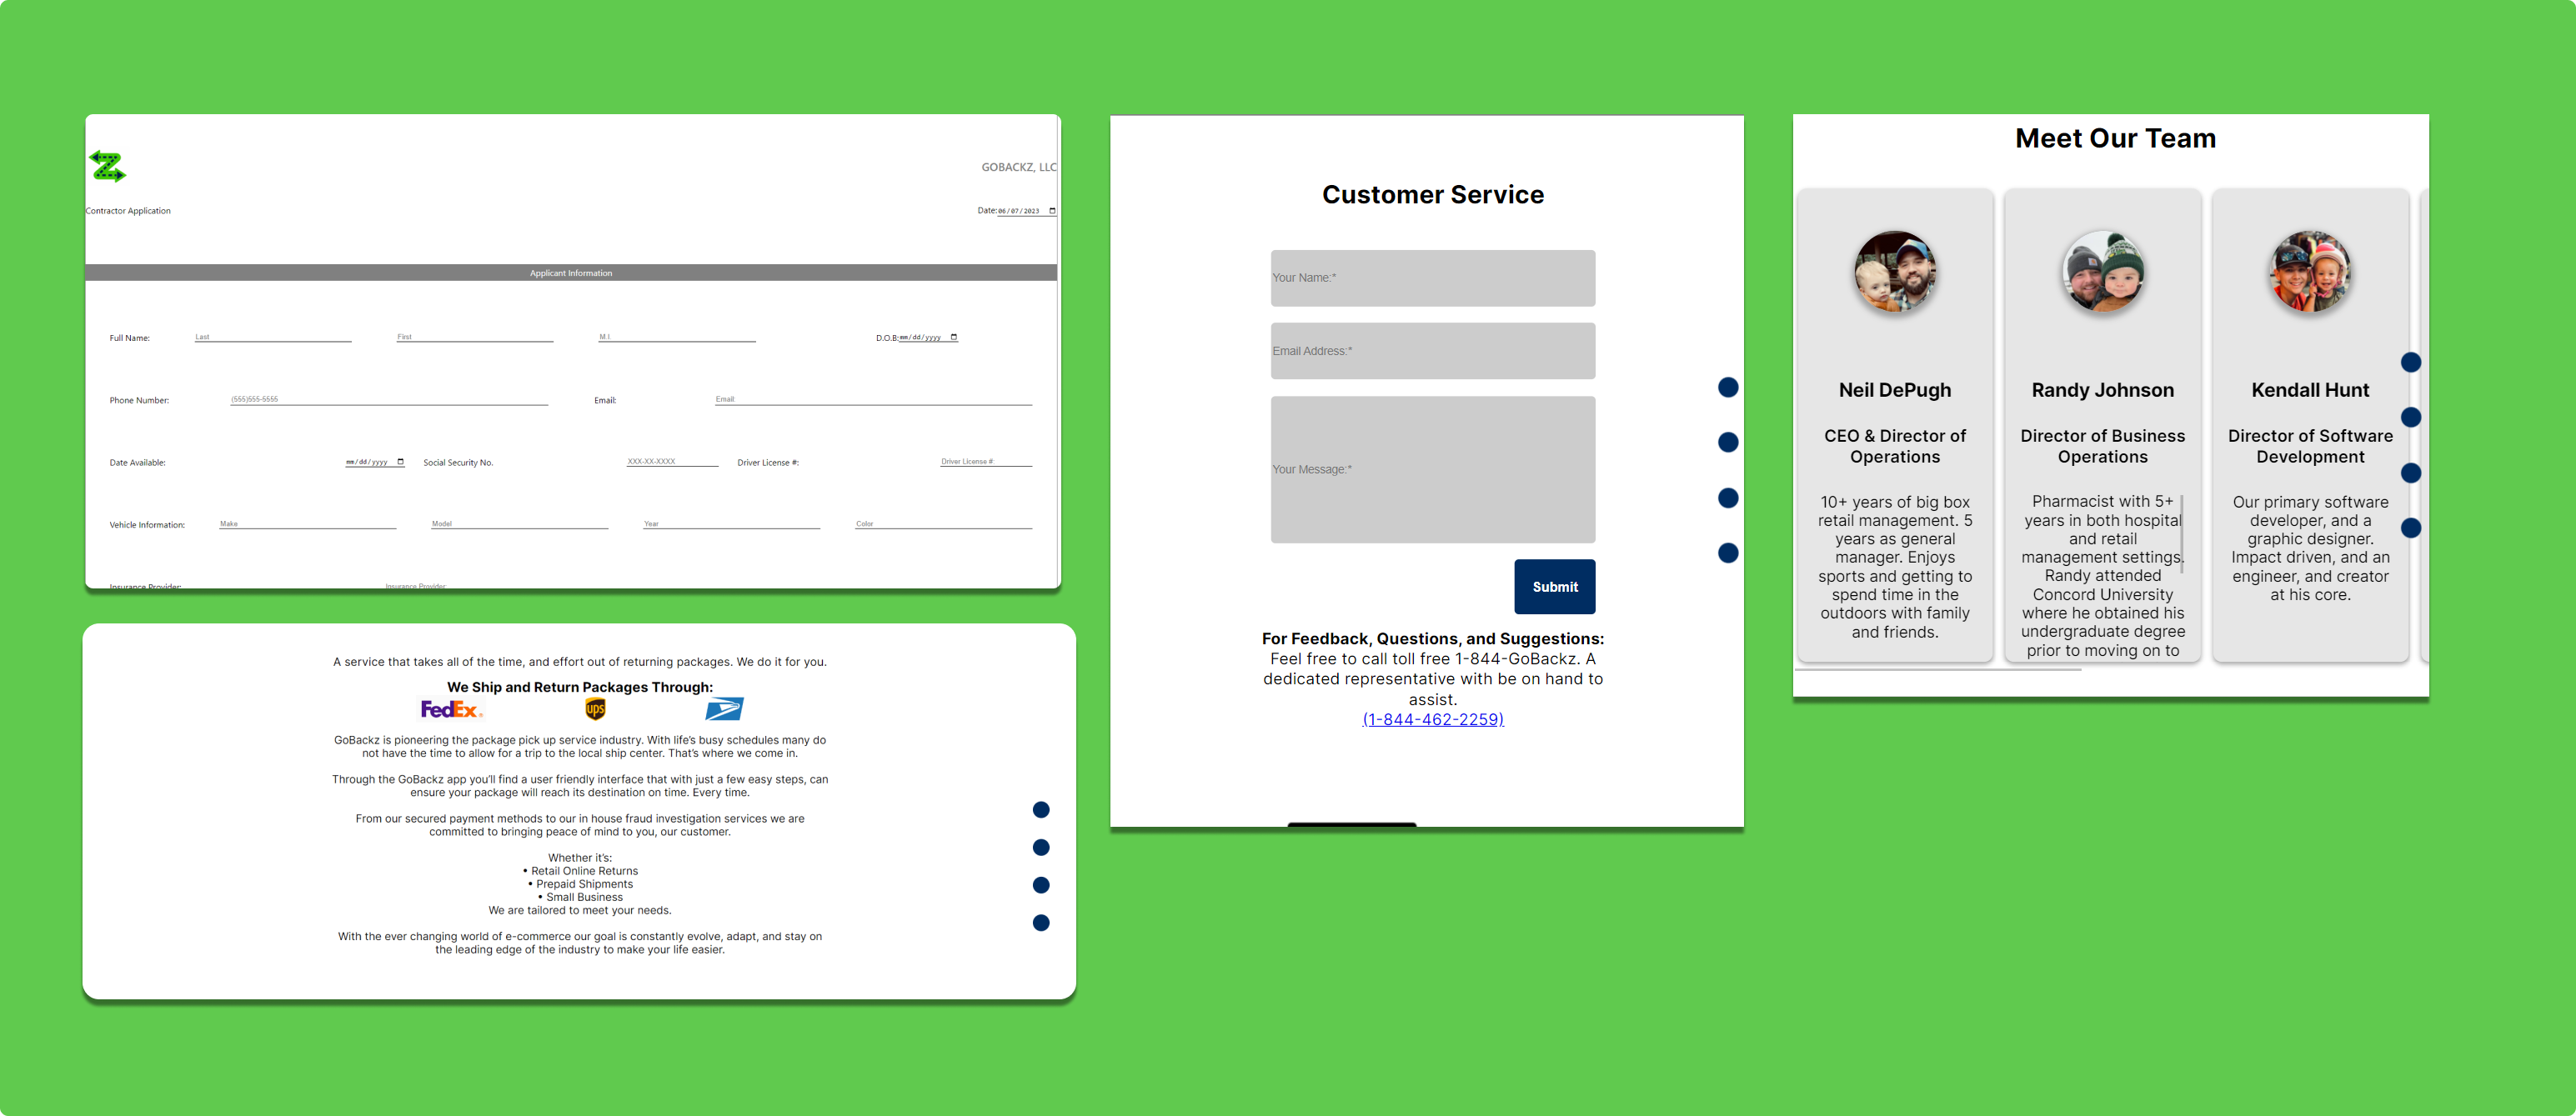 GOBACKZ, LLC
Contractor Application
Date: 06/07/2023
Applicant Information
Full Name: Last First M.I. D.O.B: mm/dd/yyyy
Phone Number: (555)555-5555 Email: Email:
Date Available: mm/dd/yyyy Social Security No. XXX-XX-XXXX Driver License #: Driver License #:
Vehicle Information: Make Model Year Color
Insurance Provider: Insurance Provider:
A service that takes all of the time, and effort out of returning packages. We do it for you.
We Ship and Return Packages Through:
FedEx ups
GoBackz is pioneering the package pick up service industry. With life's busy schedules many do
not have the time to allow for a trip to the local ship center. That's where we come in.
Through the GoBackz app you'll find a user friendly interface that with just a few easy steps, can
ensure your package will reach its destination on time. Every time.
From our secured payment methods to our in house fraud investigation services we are
committed to bringing peace of mind to you, our customer.
Whether it's:
• Retail Online Returns
• Prepaid Shipments
• Small Business
We are tailored to meet your needs.
With the ever changing world of e-commerce our goal is constantly evolve, adapt, and stay on
the leading edge of the industry to make your life easier.
Customer Service
Your Name:*
Email Address:*
Your Message:*
Submit
For Feedback, Questions, and Suggestions:
Feel free to call toll free 1-844-GoBackz. A
dedicated representative with be on hand to
assist.
(1-844-462-2259)
Meet Our Team
Neil DePugh
CEO & Director of
Operations
10+ years of big box
retail management. 5
years as general
manager. Enjoys
sports and getting to
spend time in the
outdoors with family
and friends.
Randy Johnson
Director of Business
Operations
Pharmacist with 5+
years in both hospital
and retail
management settings.
Randy attended
Concord University
where he obtained his
undergraduate degree
prior to moving on to
Kendall Hunt
Director of Software
Development
Our primary software
developer, and a
graphic designer.
Impact driven, and an
engineer, and creator
at his core.